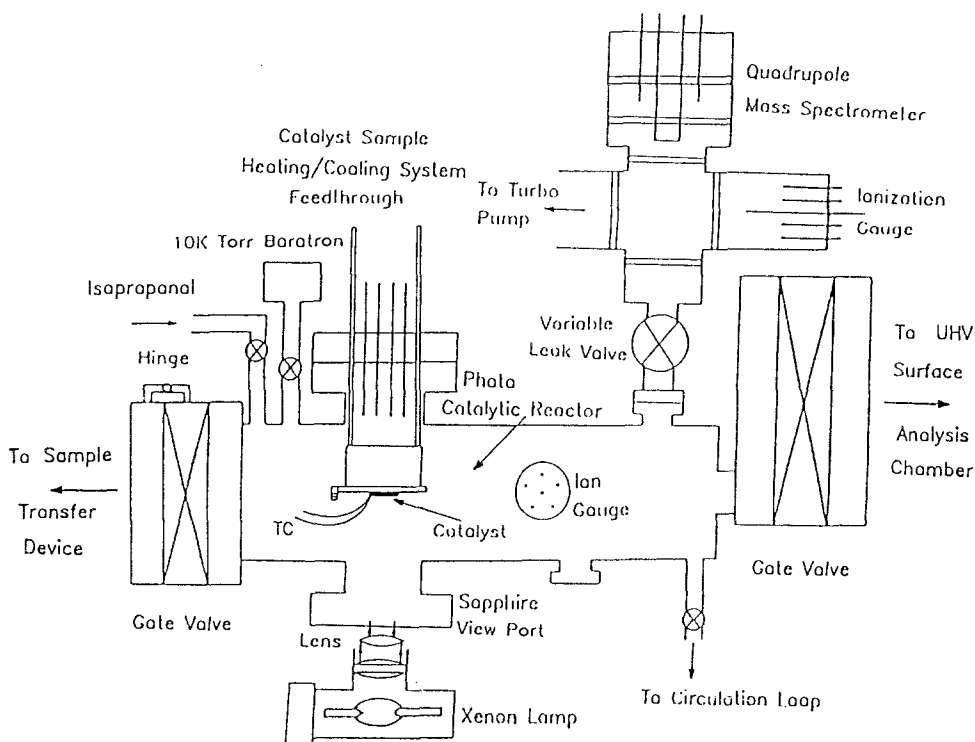 Quadrupole
Mass Spectrometer
Catalyst Sample
Heating/Cooling System
Feedthrough
To Turbo
Pump
Ionization
Gauge
10K Torr Baratron
Isopropanol
Hinge
Variable
Leak Valve
To UHV
Surface
Analysis
Chamber
Photo
Catalytic Reactor
To Sample
Transfer
Device
Ion
Gauge
TC
Catalyst
Gate Valve
Gate Valve
Sapphire
View Port
Lens
Xenon Lamp
To Circulation Loop